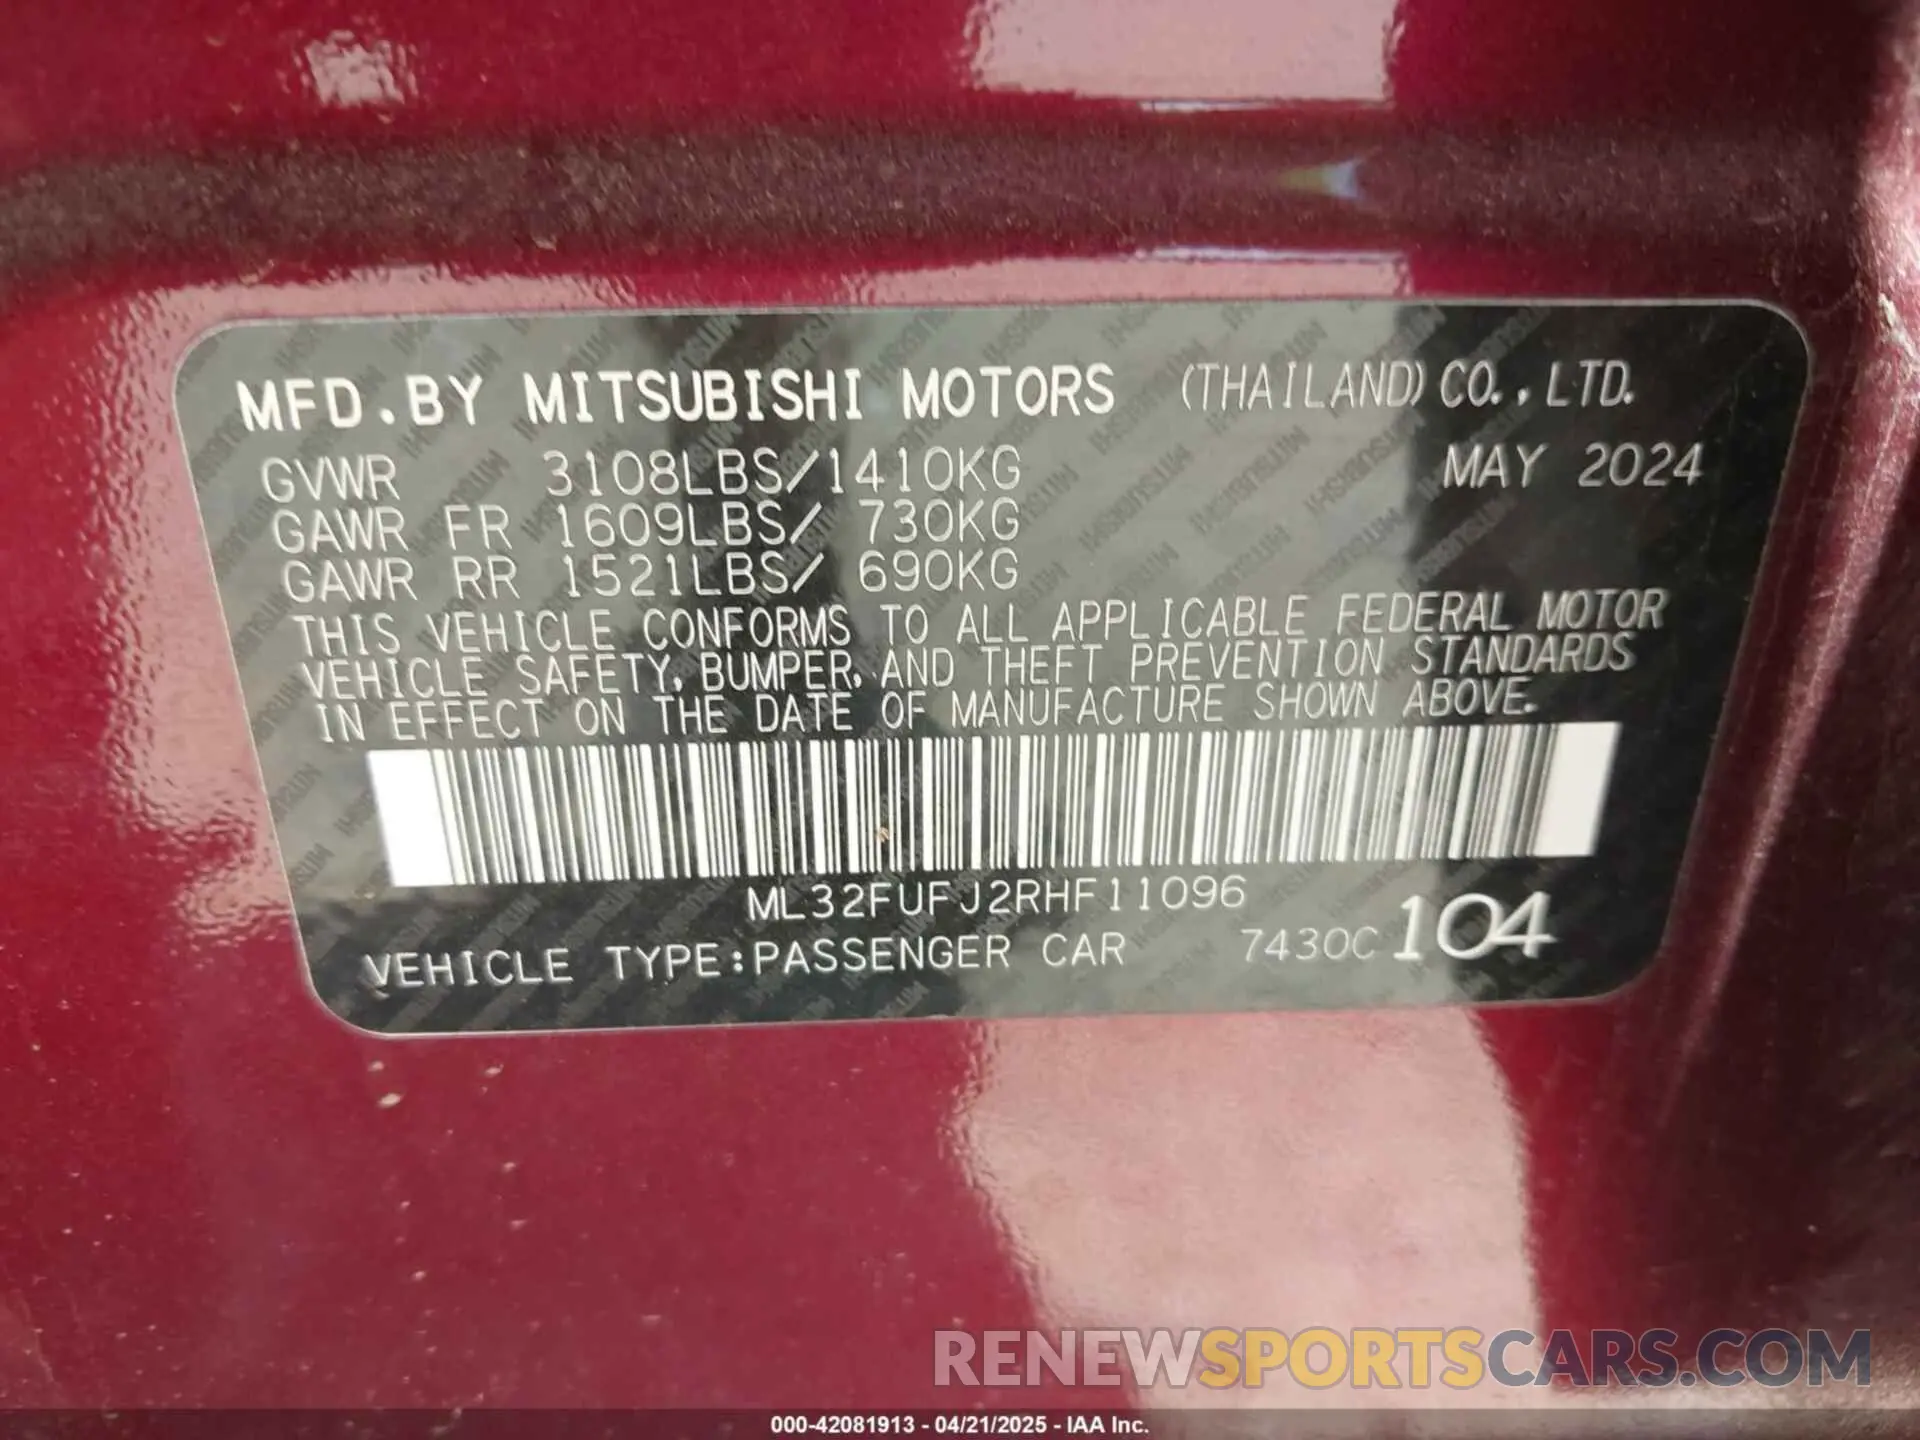 MFD.BY MITSUBISHI MOTORS (THAILAND) CO., LTD.
GVWR 3108LBS/1410KG MAY 2024
GAWR FR 1609LBS/ 730KG
GAWR RR 1521LBS/ 690KG
THIS VEHICLE CONFORMS TO ALL APPLICABLE FEDERAL MOTOR
VEHICLE SAFETY, BUMPER, AND THEFT PREVENTION STANDARDS
IN EFFECT ON THE DATE OF MANUFACTURE SHOWN ABOVE.
ML32FUFJ2RHF11096
VEHICLE TYPE:PASSENGER CAR 7430C 104
RENEWSPORTSCARS.COM
000-42081913 - 04/21/2025 - IAA Inc.